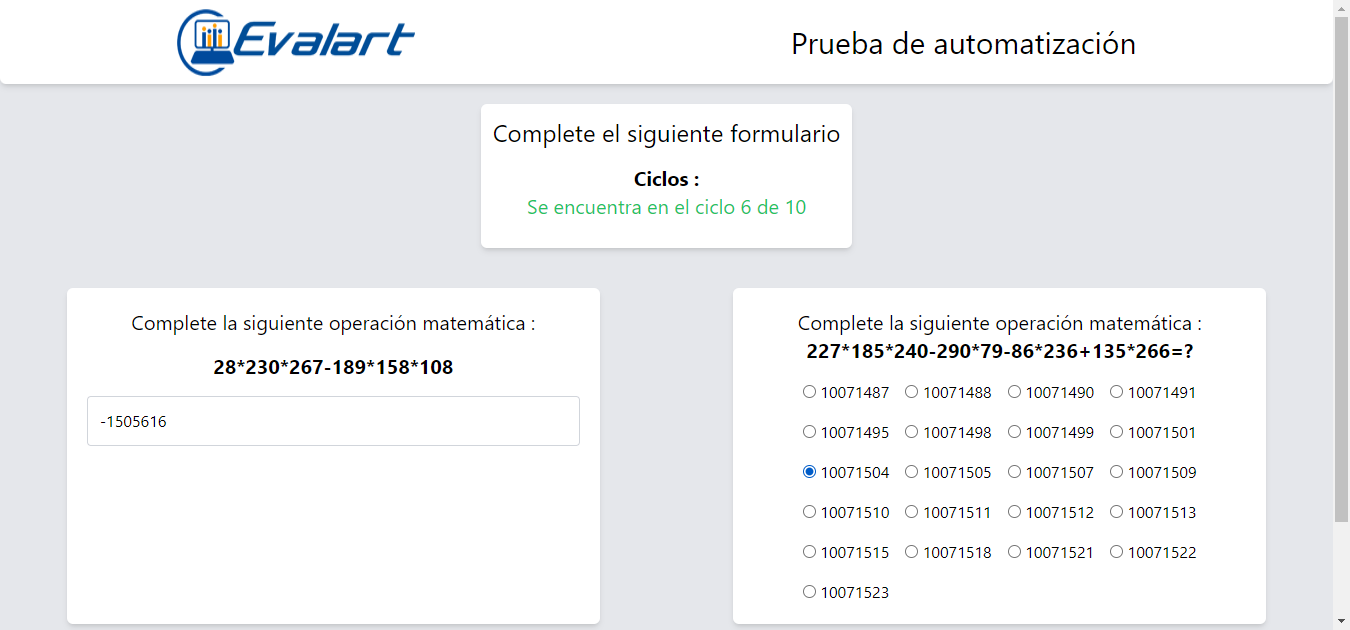 Evalart
Prueba de automatización
Complete el siguiente formulario
Ciclos :
Se encuentra en el ciclo 6 de 10
Complete la siguiente operación matemática :
28*230*267-189*158*108
-1505616
Complete la siguiente operación matemática :
227*185*240-290*79-86*236+135*266=?
10071487 10071488 10071490 10071491
10071495 10071498 10071499 10071501
10071504 10071505 10071507 10071509
10071510 10071511 10071512 10071513
10071515 10071518 10071521 10071522
10071523